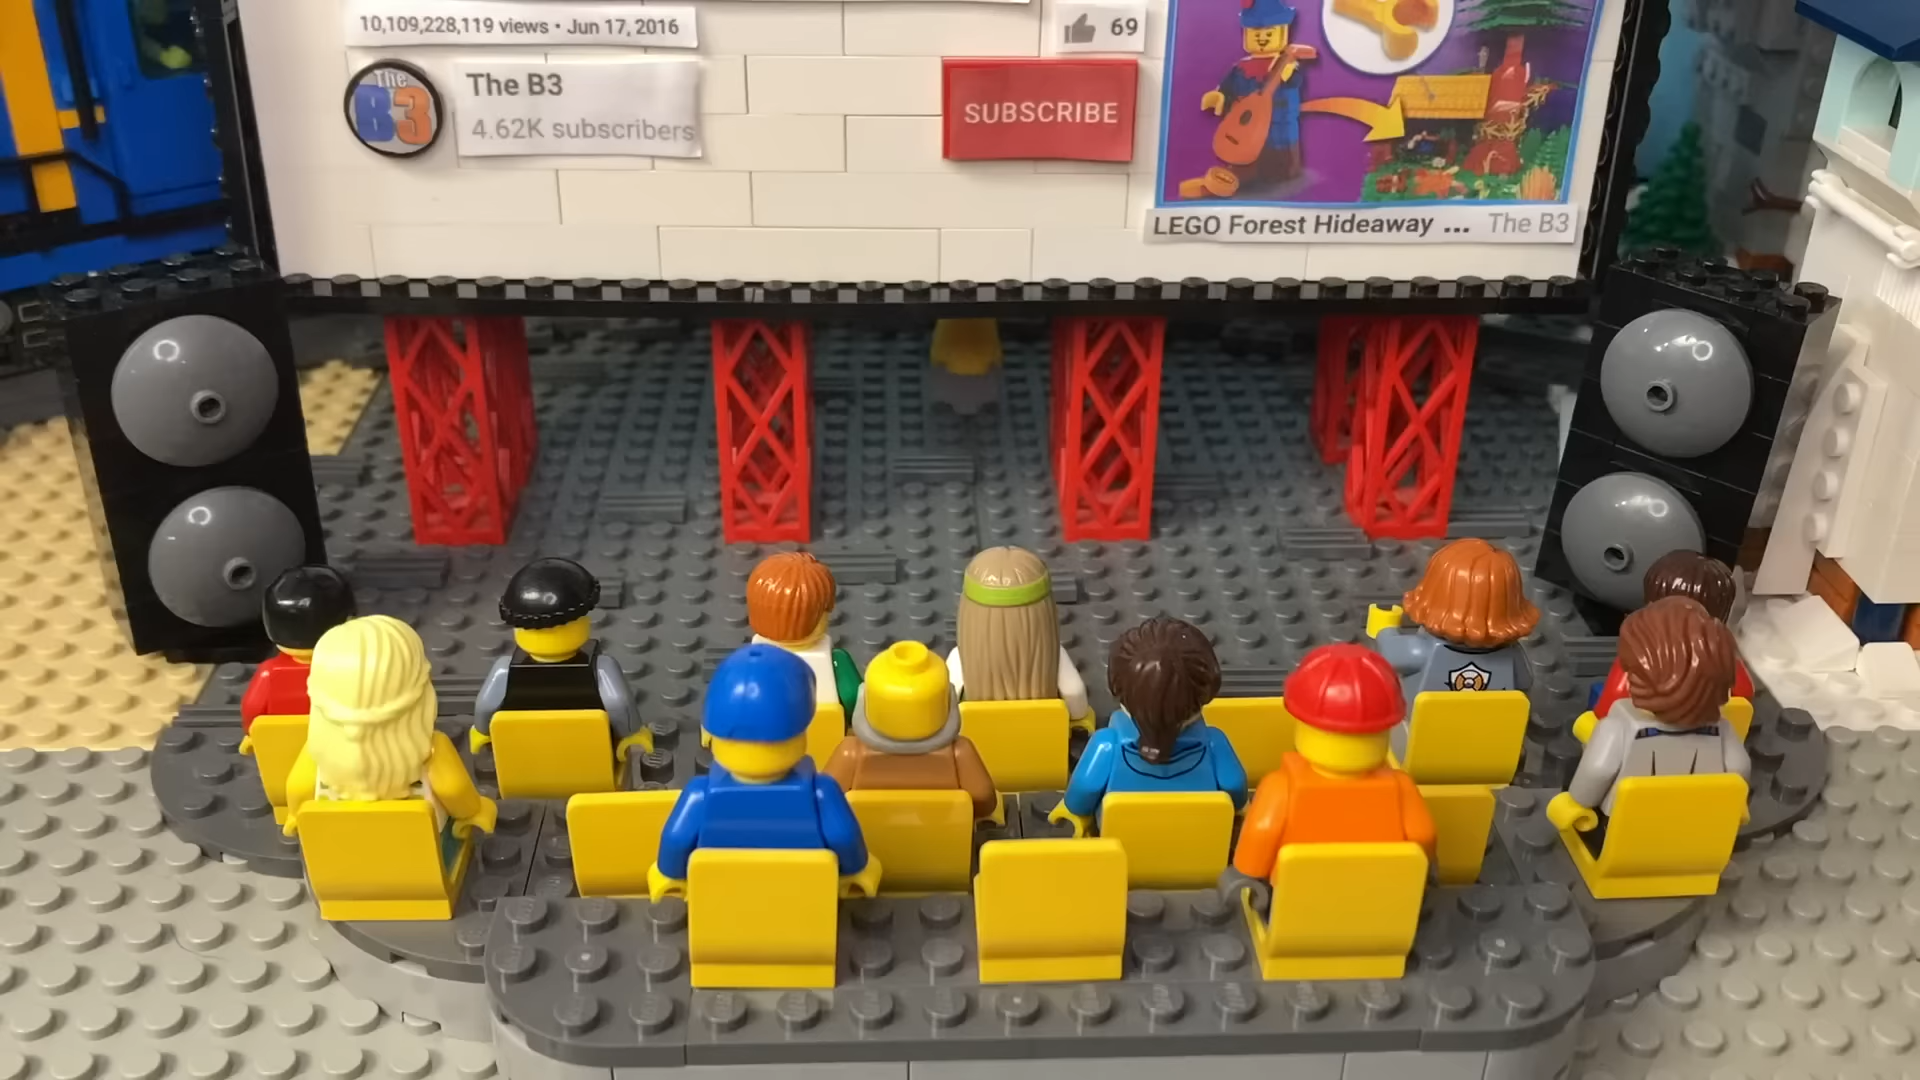 10,109,228,119 views • Jun 17, 2016
69
The B3
The B3
4.62K subscribers
SUBSCRIBE
LEGO Forest Hideaway ... The B3